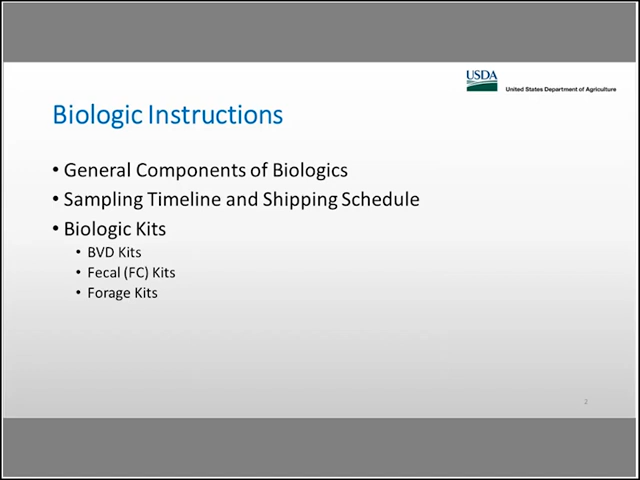 USDA
United States Department of Agriculture
Biologic Instructions
• General Components of Biologics
• Sampling Timeline and Shipping Schedule
• Biologic Kits
• BVD Kits
• Fecal (FC) Kits
• Forage Kits
2